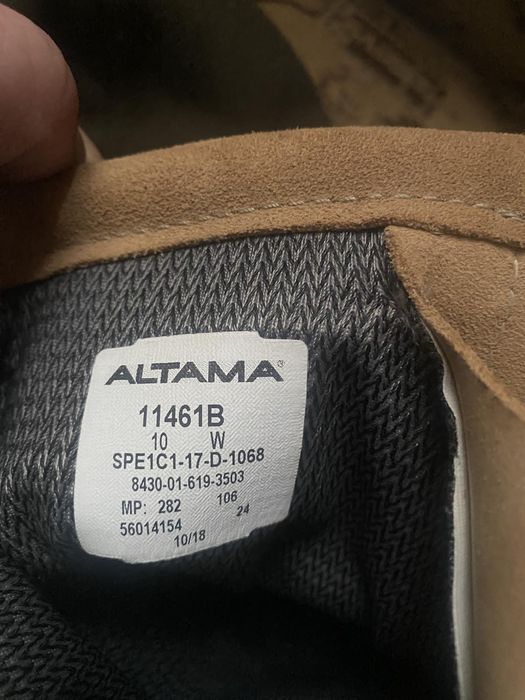 ALTAMA®
11461B
10 W
SPE1C1-17-D-1068
8430-01-619-3503
MP: 282 106
56014154 24
10/18